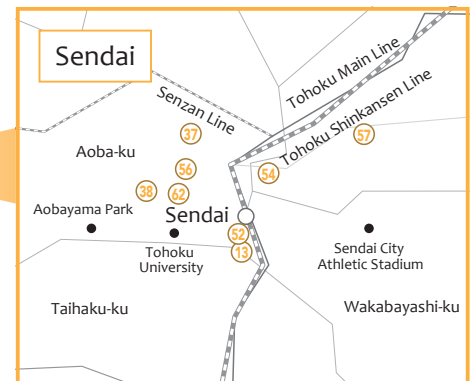 Sendai
Tohoku Main Line
Senzan Line
Tohoku Shinkansen Line
37
57
Aoba-ku
56
54
38
62
Aobayama Park
Sendai
52
Tohoku
University
13
Sendai City
Athletic Stadium
Taihaku-ku
Wakabayashi-ku